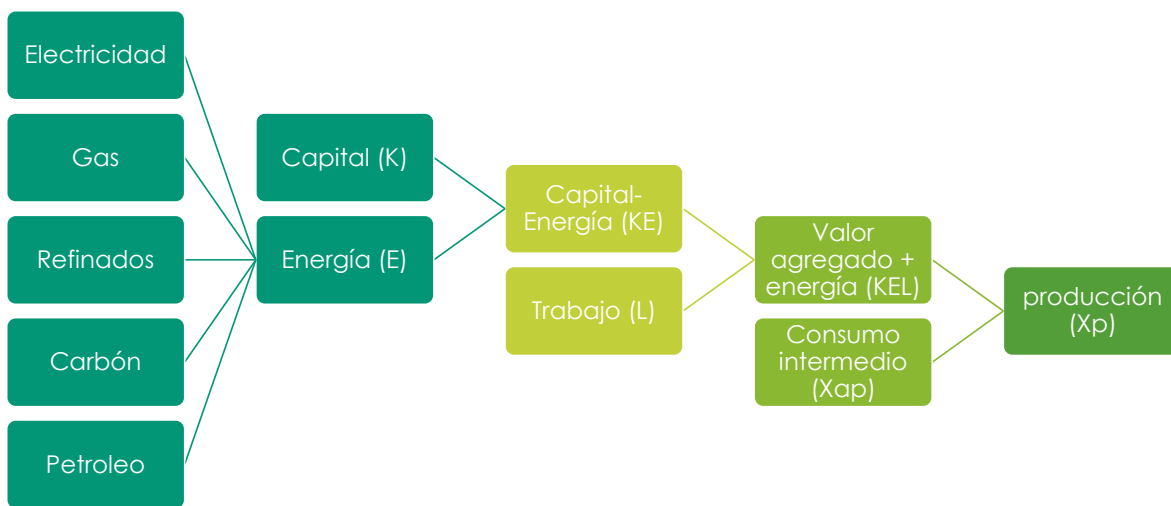 Electricidad
Gas
Refinados
Carbón
Petroleo
Capital (K)
Energía (E)
Capital-
Energía (KE)
Trabajo (L)
Valor
agregado +
energía (KEL)
Consumo
intermedio
(Xap)
producción
(Xp)